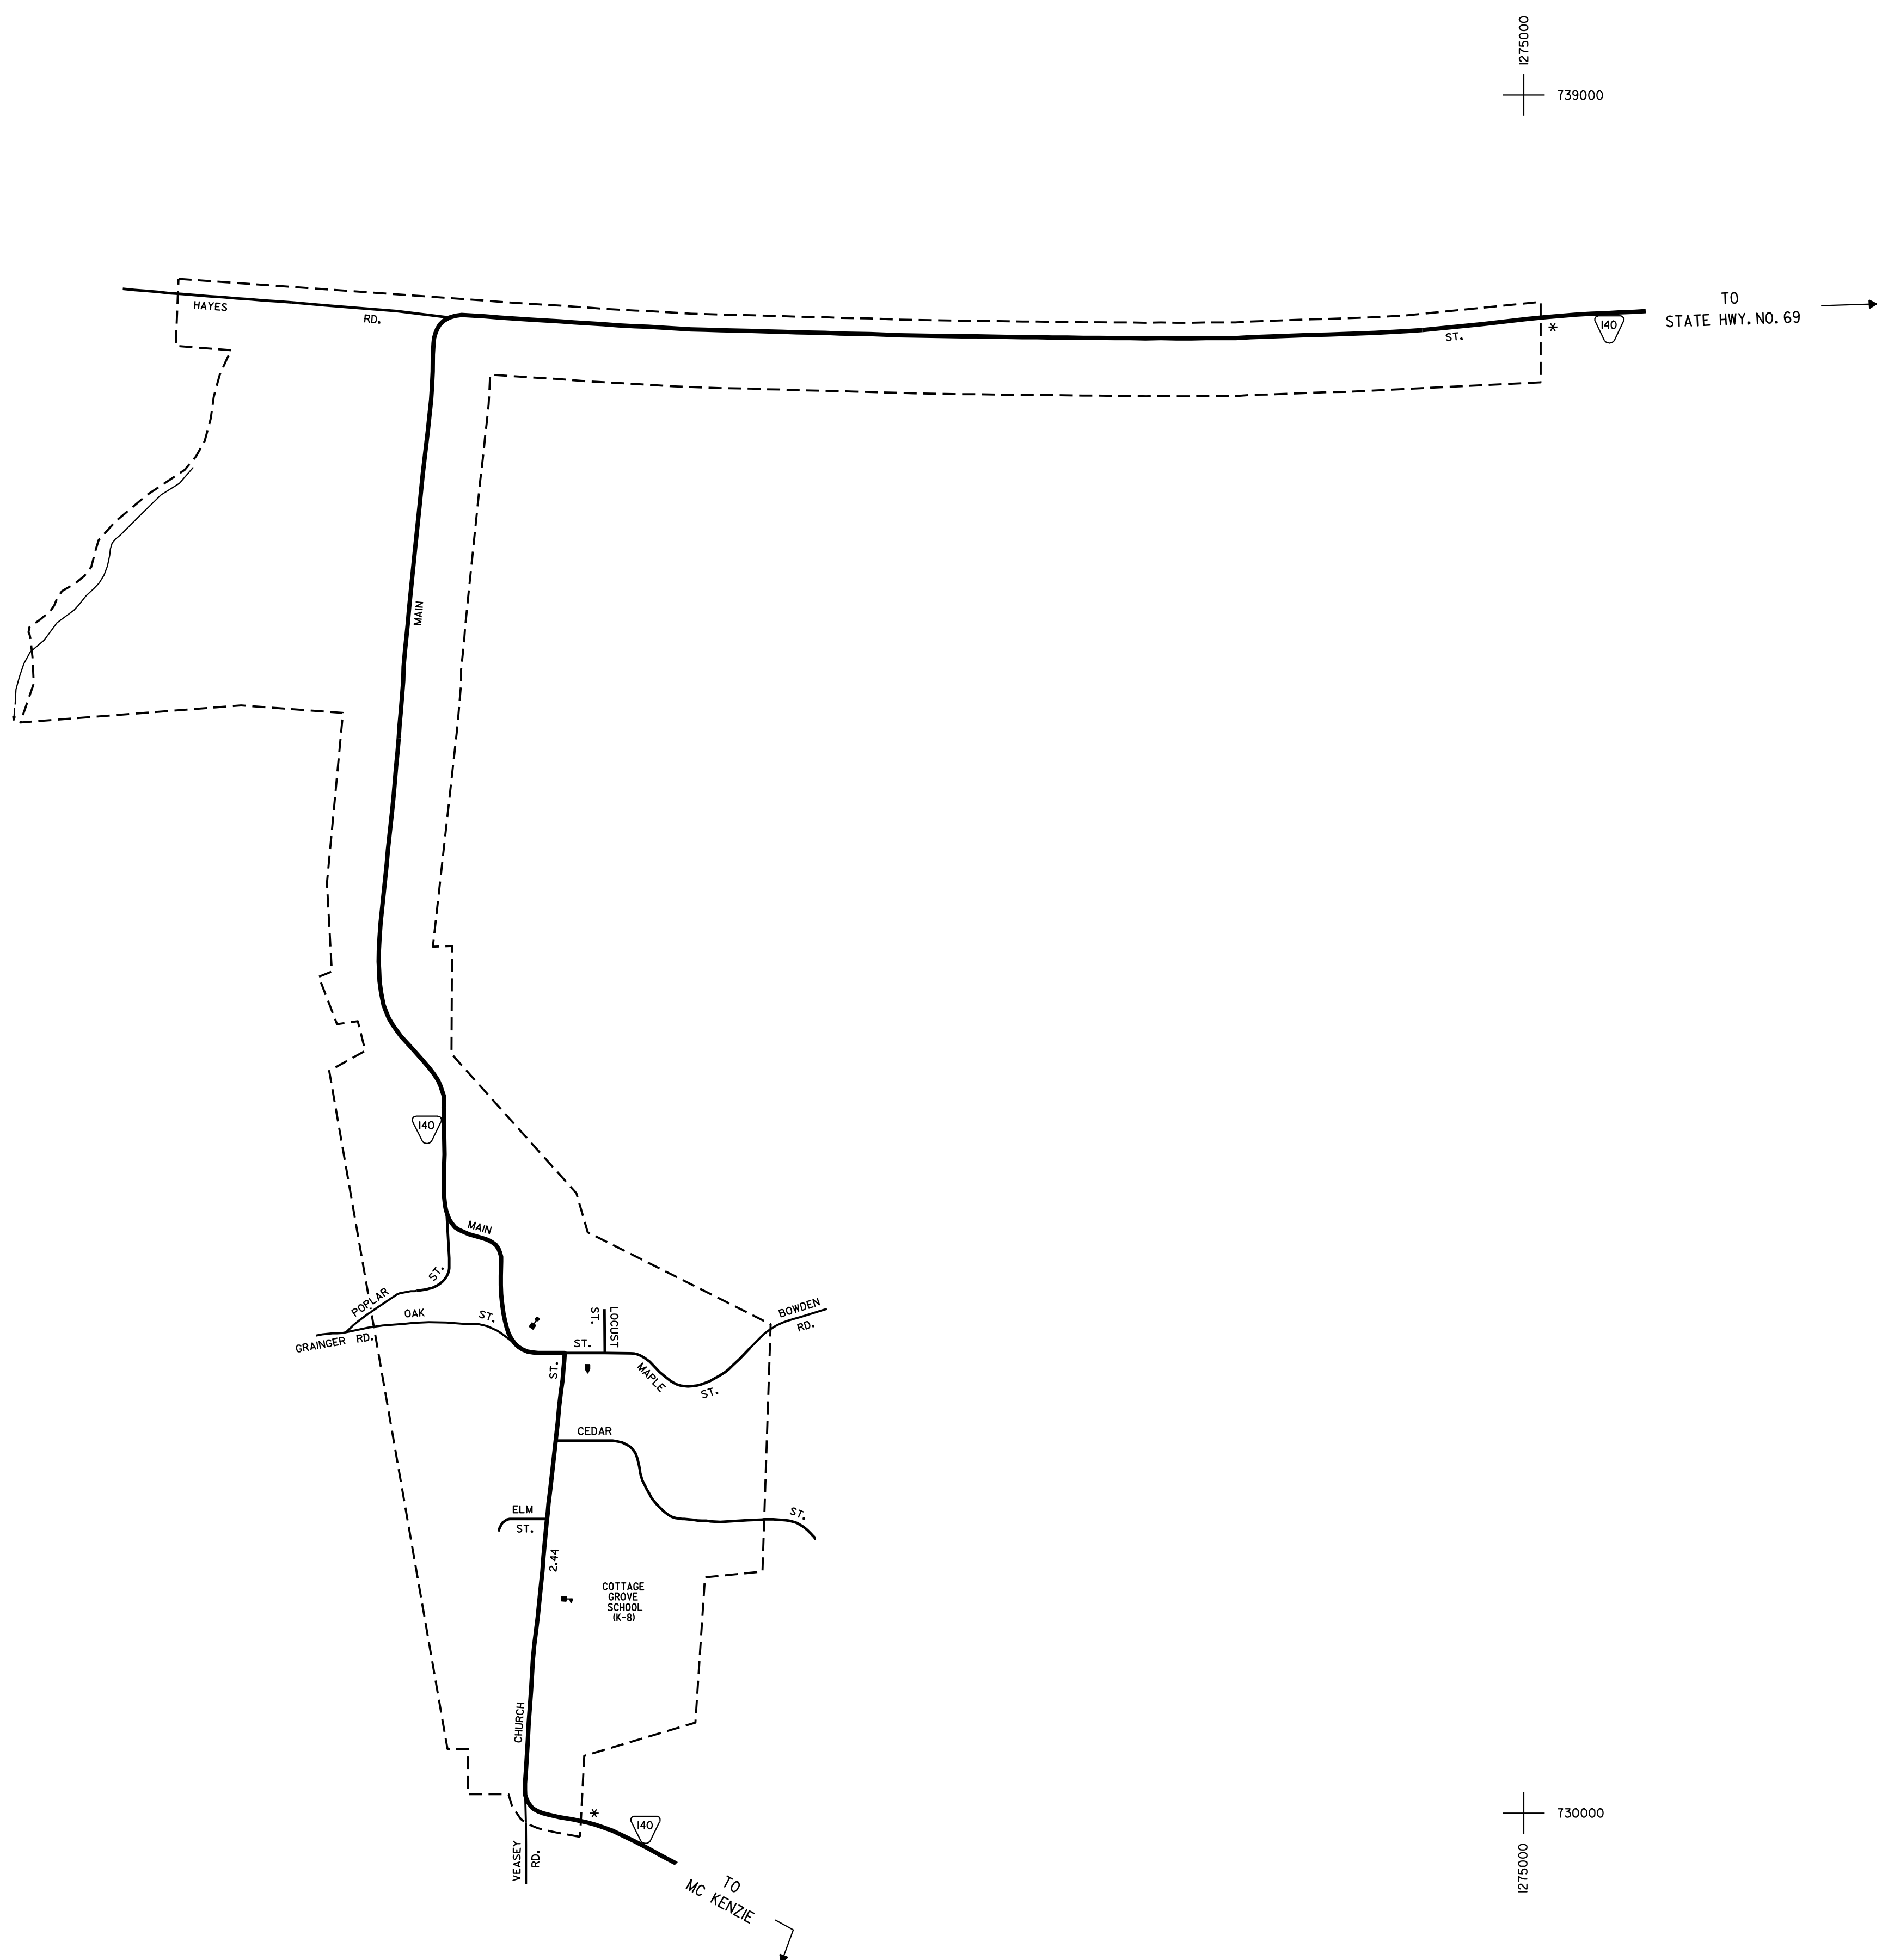 1275000
739000
TO
STATE HWY. NO. 69
140
HAYES
RD.
ST.
MAIN
140
MAIN
ST.
POPLAR
OAK
ST.
GRAINGER RD.
LOCUST
ST.
BOWDEN
RD.
ST.
ST.
MAPLE
ST.
CEDAR
ST.
ELM
ST.
2.44
COTTAGE
GROVE
SCHOOL
(K-8)
CHURCH
*
*
140
730000
1275000
VEASEY
RD.
TO
MC KENZIE